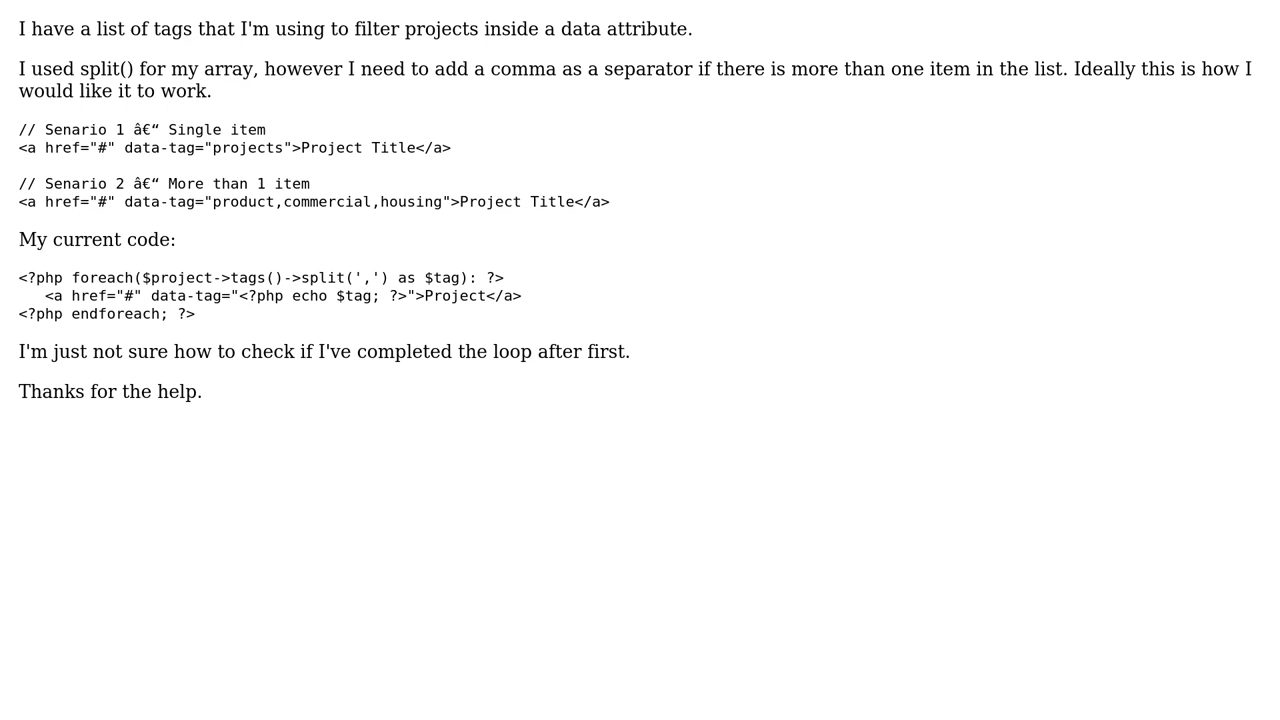 I have a list of tags that I'm using to filter projects inside a data attribute.
I used split() for my array, however I need to add a comma as a separator if there is more than one item in the list. Ideally this is how I
would like it to work.
// Senario 1 â€“ Single item
<a href="#" data-tag="projects">Project Title</a>
// Senario 2 â€“ More than 1 item
<a href="#" data-tag="product,commercial,housing">Project Title</a>
My current code:
<?php foreach($project->tags()->split(',') as $tag): ?>
   <a href="#" data-tag="<?php echo $tag; ?>">Project</a>
<?php endforeach; ?>
I'm just not sure how to check if I've completed the loop after first.
Thanks for the help.